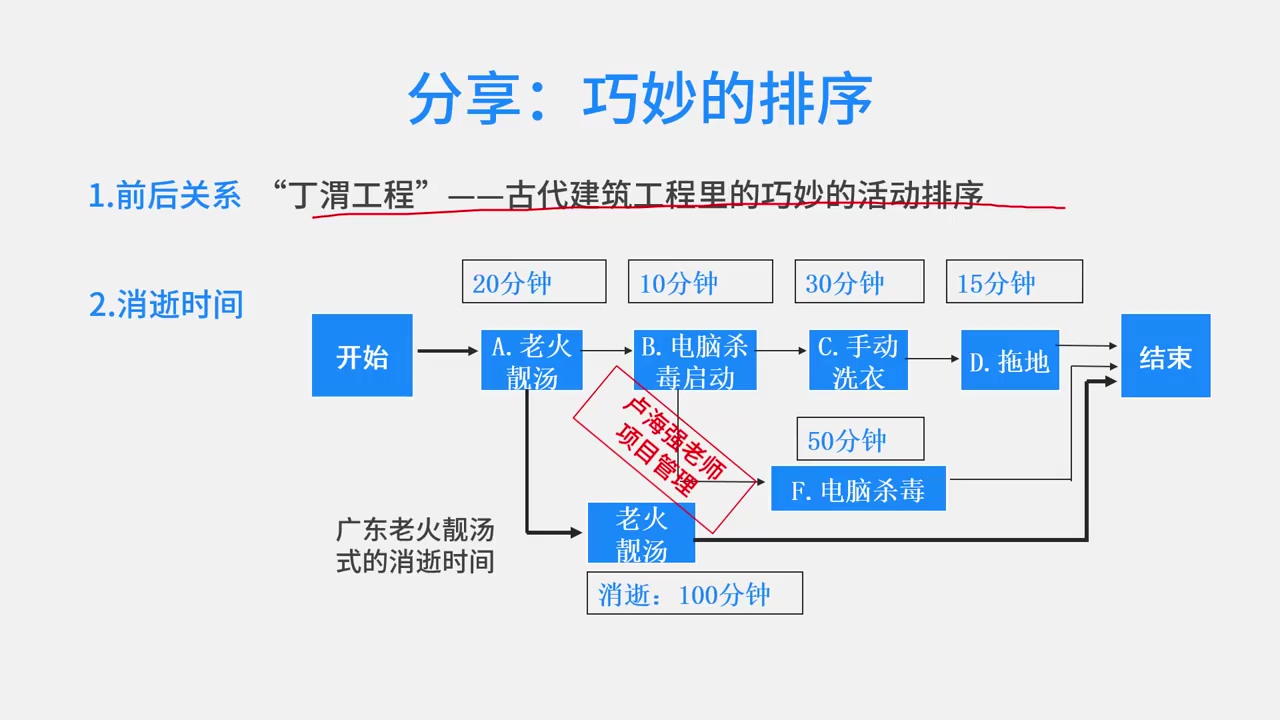 分享：巧妙的排序
1.前后关系 “丁渭工程”——古代建筑工程里的巧妙的活动排序
2.消逝时间
20分钟
10分钟
30分钟
15分钟
开始
A.老火
靓汤
B.电脑杀
毒启动
C.手动
洗衣
D.拖地
结束
卢海强老师
项目管理
50分钟
F.电脑杀毒
广东老火靓汤
式的消逝时间
老火
靓汤
消逝：100分钟